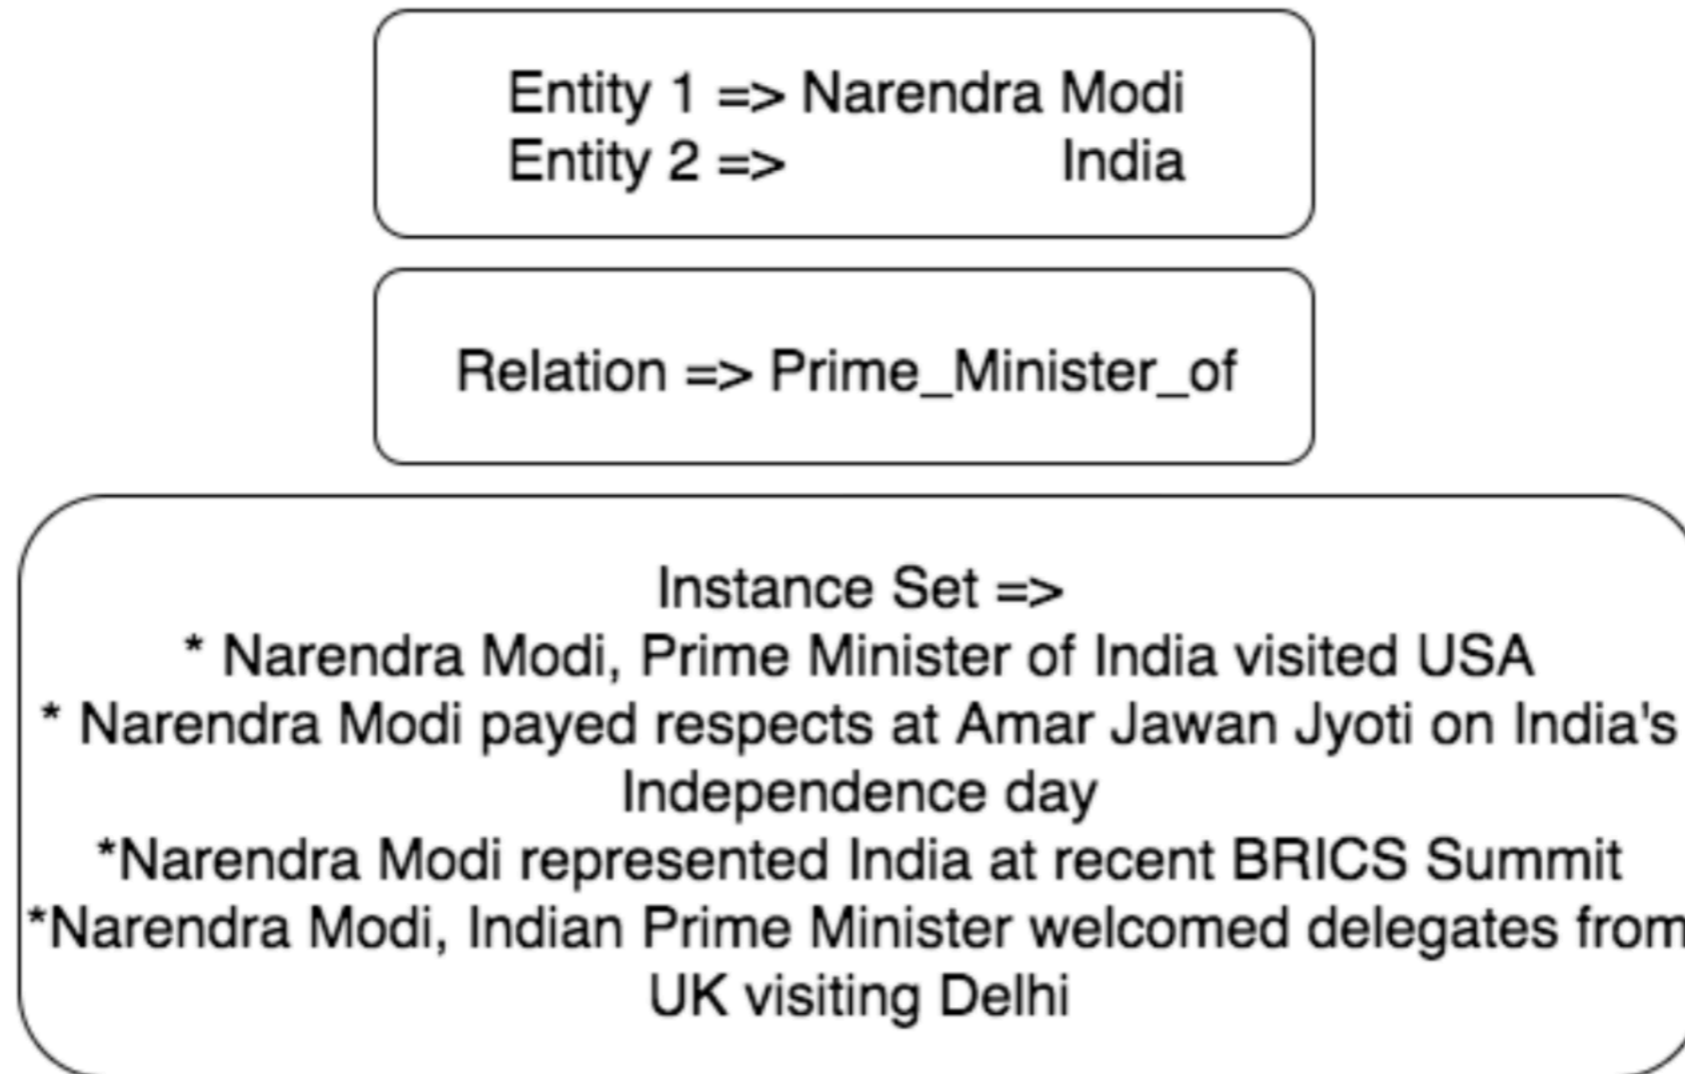 Entity 1 => Narendra Modi
Entity 2 => India
Relation => Prime_Minister_of
Instance Set =>
* Narendra Modi, Prime Minister of India visited USA
* Narendra Modi payed respects at Amar Jawan Jyoti on India's
Independence day
*Narendra Modi represented India at recent BRICS Summit
*Narendra Modi, Indian Prime Minister welcomed delegates from
UK visiting Delhi